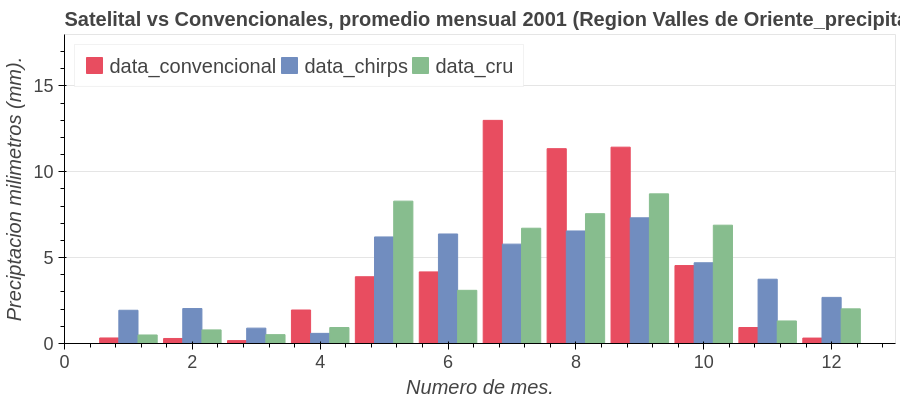 Satelital vs Convencionales, promedio mensual 2001 (Region Valles de Oriente_precipita
data_convencional data_chirps data_cru
Preciptacion milimetros (mm).
15
10
5
0
0 2 4 6 8 10 12
Numero de mes.